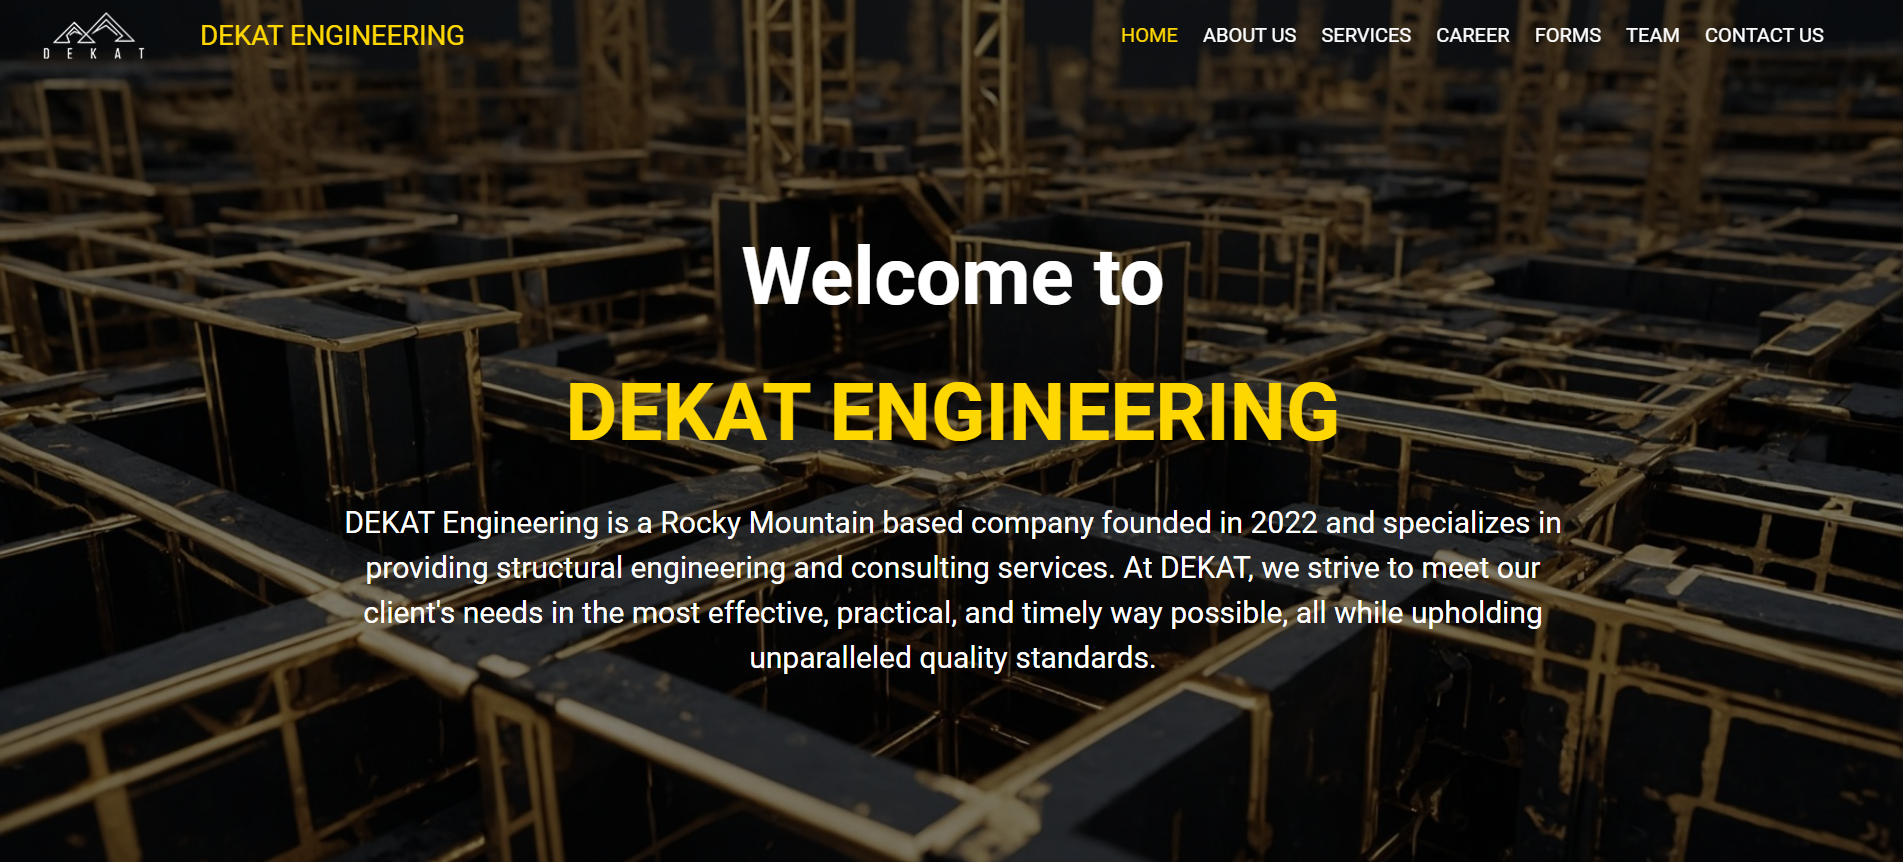 DEKAT
DEKAT ENGINEERING
HOME ABOUT US SERVICES CAREER FORMS TEAM CONTACT US
Welcome to
DEKAT ENGINEERING
DEKAT Engineering is a Rocky Mountain based company founded in 2022 and specializes in
providing structural engineering and consulting services. At DEKAT, we strive to meet our
client's needs in the most effective, practical, and timely way possible, all while upholding
unparalleled quality standards.